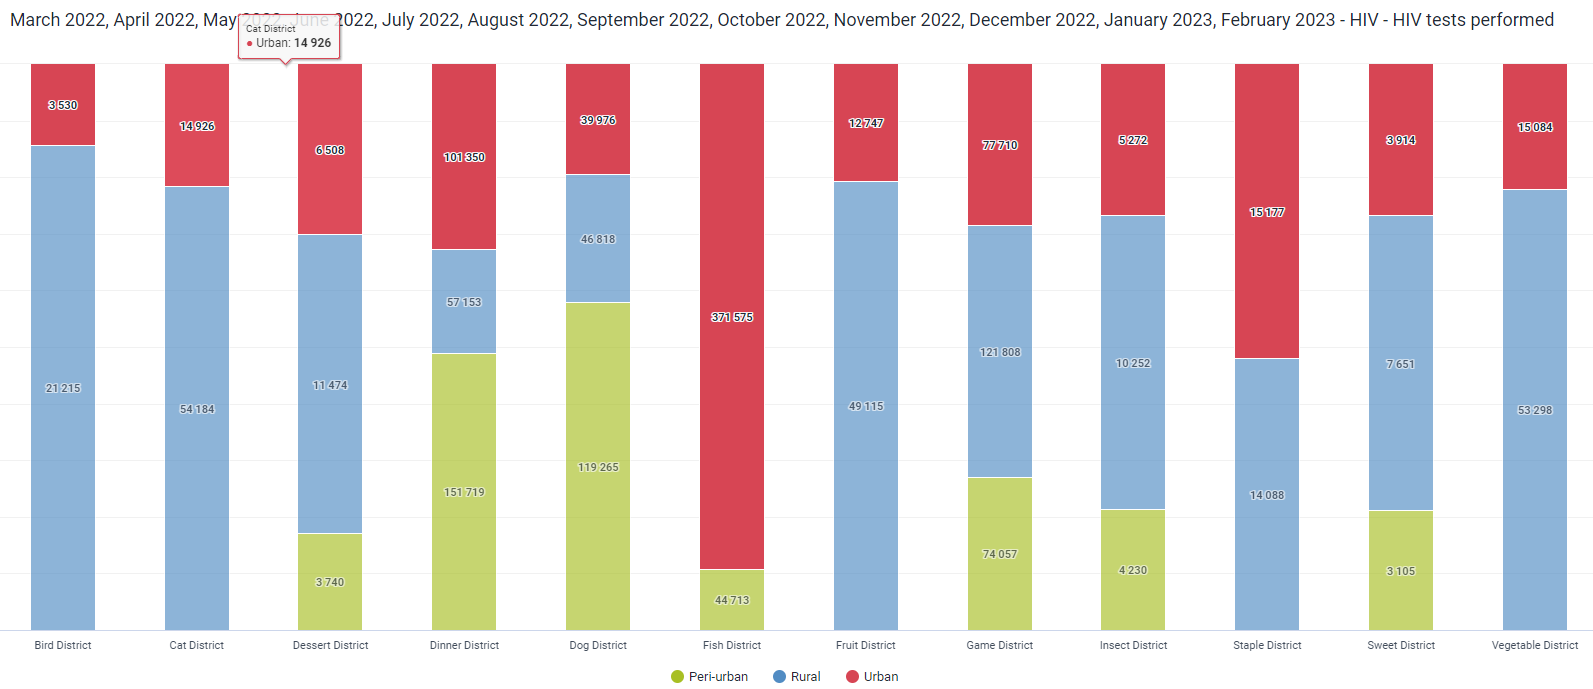 March 2022, April 2022, May 2022, June 2022, July 2022, August 2022, September 2022, October 2022, November 2022, December 2022, January 2023, February 2023 - HIV - HIV tests performed
Cat District
Urban: 14 926
3 530
14 926
6 508
101 350
39 976
371 575
12 747
77 710
5 272
15 177
3 914
15 084
21 215
54 184
11 474
57 153
46 818
49 115
121 808
10 252
14 088
7 651
53 298
3 740
151 719
119 265
44 713
74 057
4 230
3 105
Bird District
Cat District
Dessert District
Dinner District
Dog District
Fish District
Fruit District
Game District
Insect District
Staple District
Sweet District
Vegetable District
Peri-urban
Rural
Urban